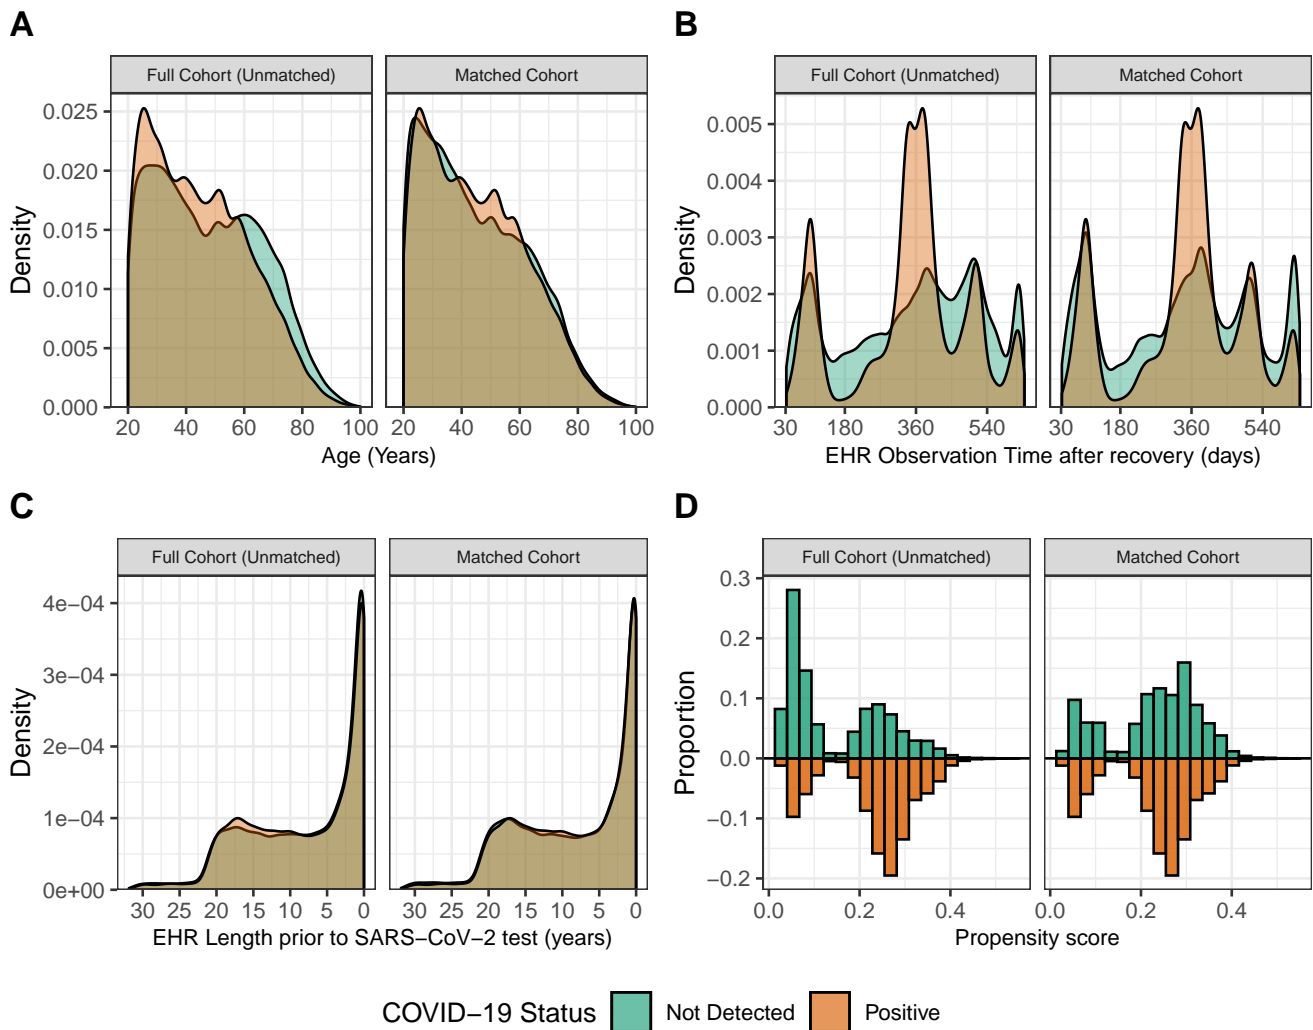 A
Full Cohort (Unmatched)
Matched Cohort
Density
0.025
0.020
0.015
0.010
0.005
0.000
20 40 60 80 100
20 40 60 80 100
Age (Years)
B
Full Cohort (Unmatched)
Matched Cohort
Density
0.005
0.004
0.003
0.002
0.001
0.000
30 180 360 540
30 180 360 540
EHR Observation Time after recovery (days)
C
Full Cohort (Unmatched)
Matched Cohort
Density
4e−04
3e−04
2e−04
1e−04
0e+00
30 25 20 15 10 5 0
30 25 20 15 10 5 0
EHR Length prior to SARS−CoV−2 test (years)
D
Full Cohort (Unmatched)
Matched Cohort
Proportion
0.3
0.2
0.1
0.0
−0.1
−0.2
0.0 0.2 0.4
0.0 0.2 0.4
Propensity score
COVID−19 Status Not Detected Positive